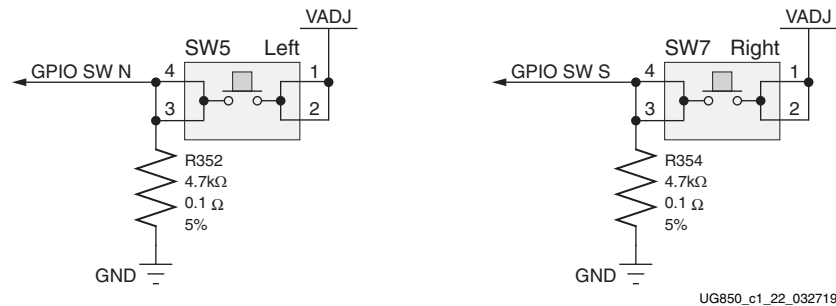 VADJ
SW5 Left
GPIO SW N
4
1
3
2
R352
4.7kΩ
0.1 Ω
5%
GND
VADJ
SW7 Right
GPIO SW S
4
1
3
2
R354
4.7kΩ
0.1 Ω
5%
GND
UG850_c1_22_032719